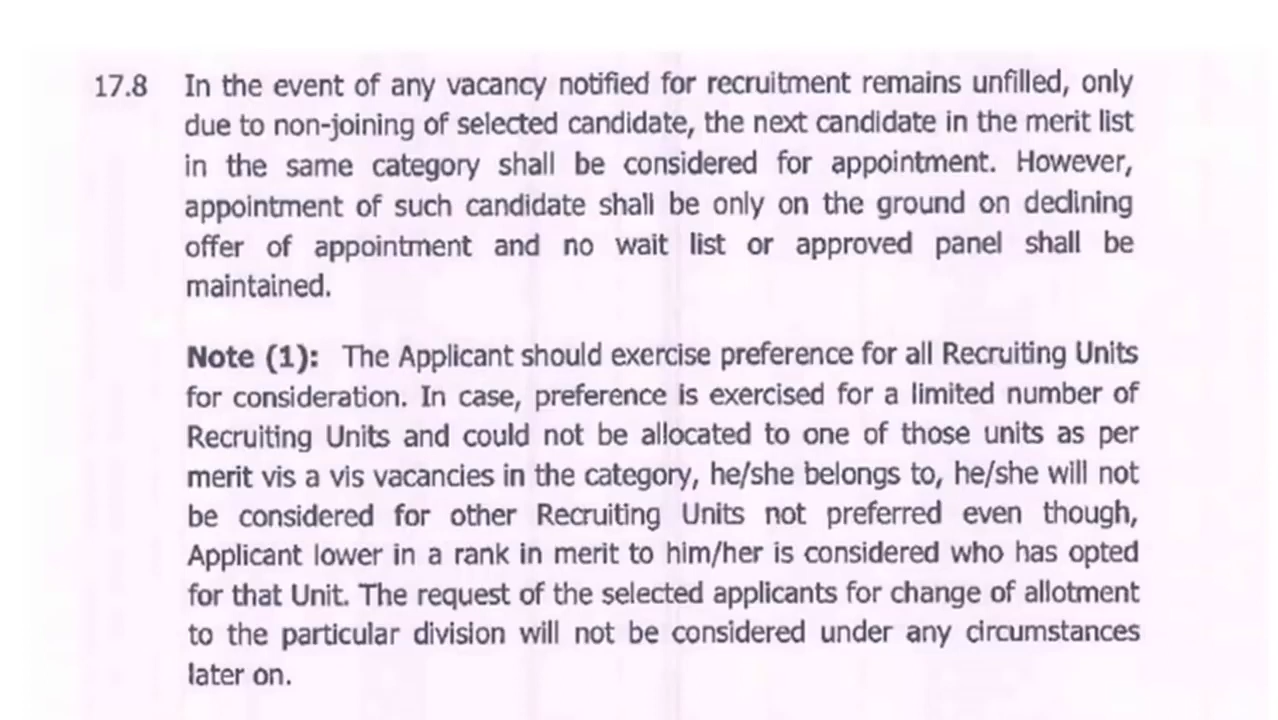 17.8 In the event of any vacancy notified for recruitment remains unfilled, only
due to non-joining of selected candidate, the next candidate in the merit list
in the same category shall be considered for appointment. However,
appointment of such candidate shall be only on the ground on declining
offer of appointment and no wait list or approved panel shall be
maintained.
Note (1): The Applicant should exercise preference for all Recruiting Units
for consideration. In case, preference is exercised for a limited number of
Recruiting Units and could not be allocated to one of those units as per
merit vis a vis vacancies in the category, he/she belongs to, he/she will not
be considered for other Recruiting Units not preferred even though,
Applicant lower in a rank in merit to him/her is considered who has opted
for that Unit. The request of the selected applicants for change of allotment
to the particular division will not be considered under any circumstances
later on.